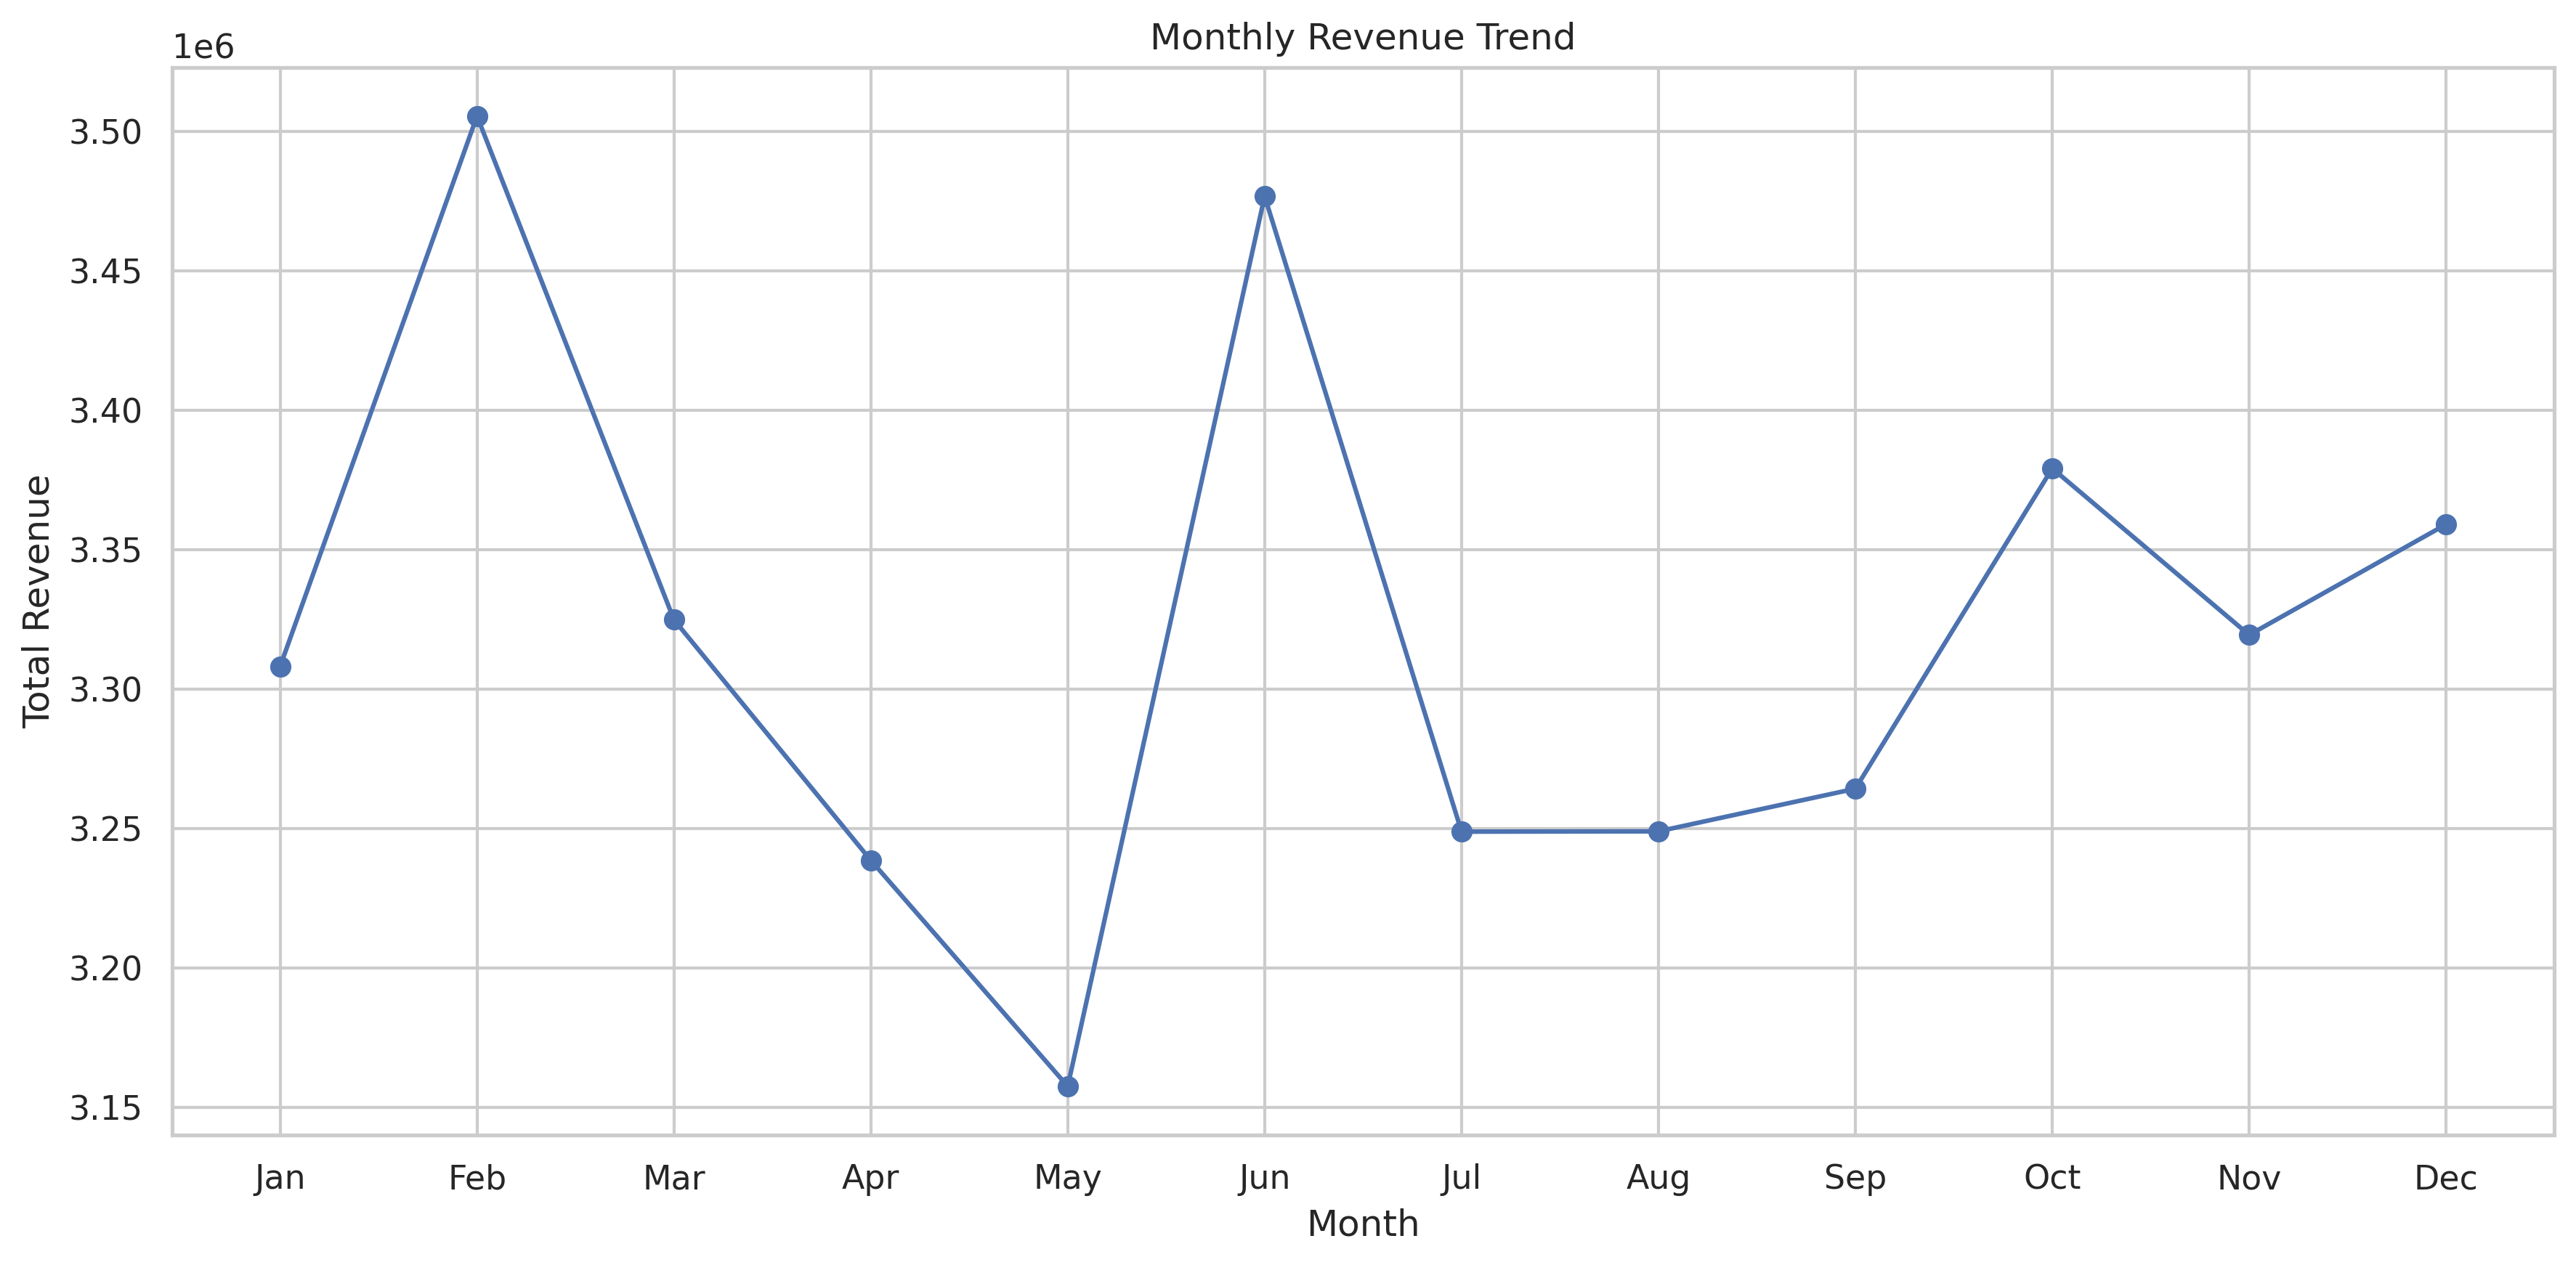 Monthly Revenue Trend
1e6
3.50
3.45
3.40
3.35
3.30
3.25
3.20
3.15
Total Revenue
Jan Feb Mar Apr May Jun Jul Aug Sep Oct Nov Dec
Month